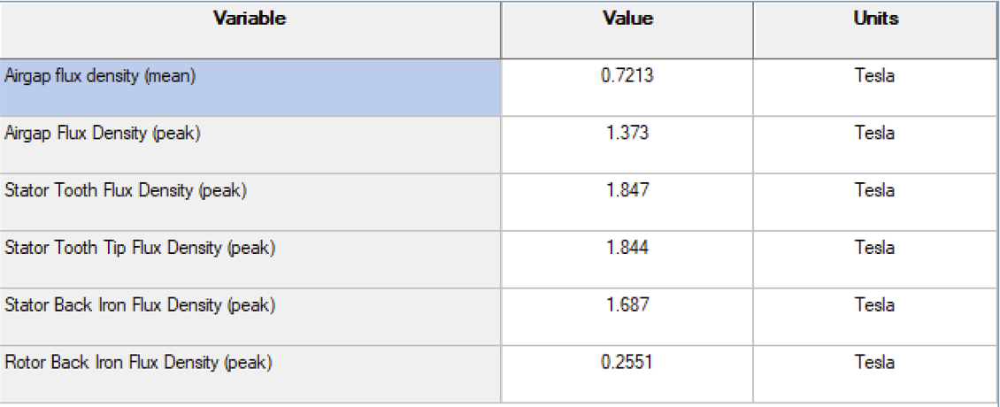 Variable Value Units
Airgap flux density (mean) 0.7213 Tesla
Airgap Flux Density (peak) 1.373 Tesla
Stator Tooth Flux Density (peak) 1.847 Tesla
Stator Tooth Tip Flux Density (peak) 1.844 Tesla
Stator Back Iron Flux Density (peak) 1.687 Tesla
Rotor Back Iron Flux Density (peak) 0.2551 Tesla